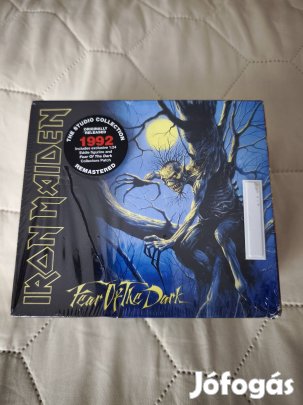 IRON MAIDEN
THE STUDIO COLLECTION
ORIGINALLY
RELEASED
1992
Includes exclusive 1/24
Eddie figurine and
Fear Of The Dark
Collectors Patch
REMASTERED
Fear Of The Dark
Jófogás